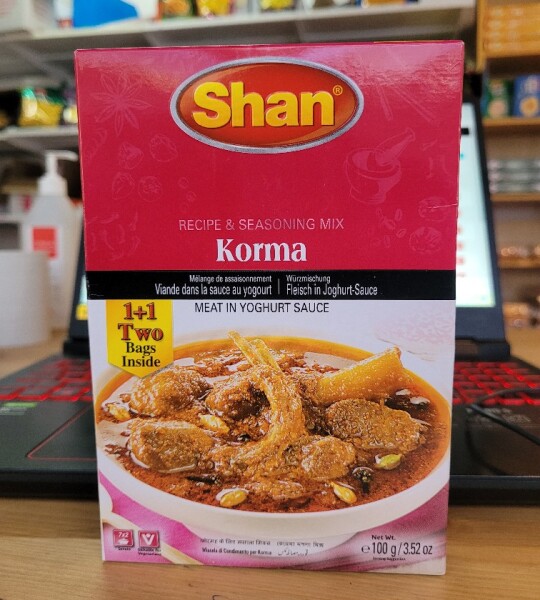 Shan®
RECIPE & SEASONING MIX
Korma
Mélange de assaisonnement
Viande dans la sauce au yogourt
Würzmischung
Fleisch in Joghurt-Sauce
MEAT IN YOGHURT SAUCE
1+1
Two
Bags
Inside
Net Wt.
℮100 g/3.52 oz